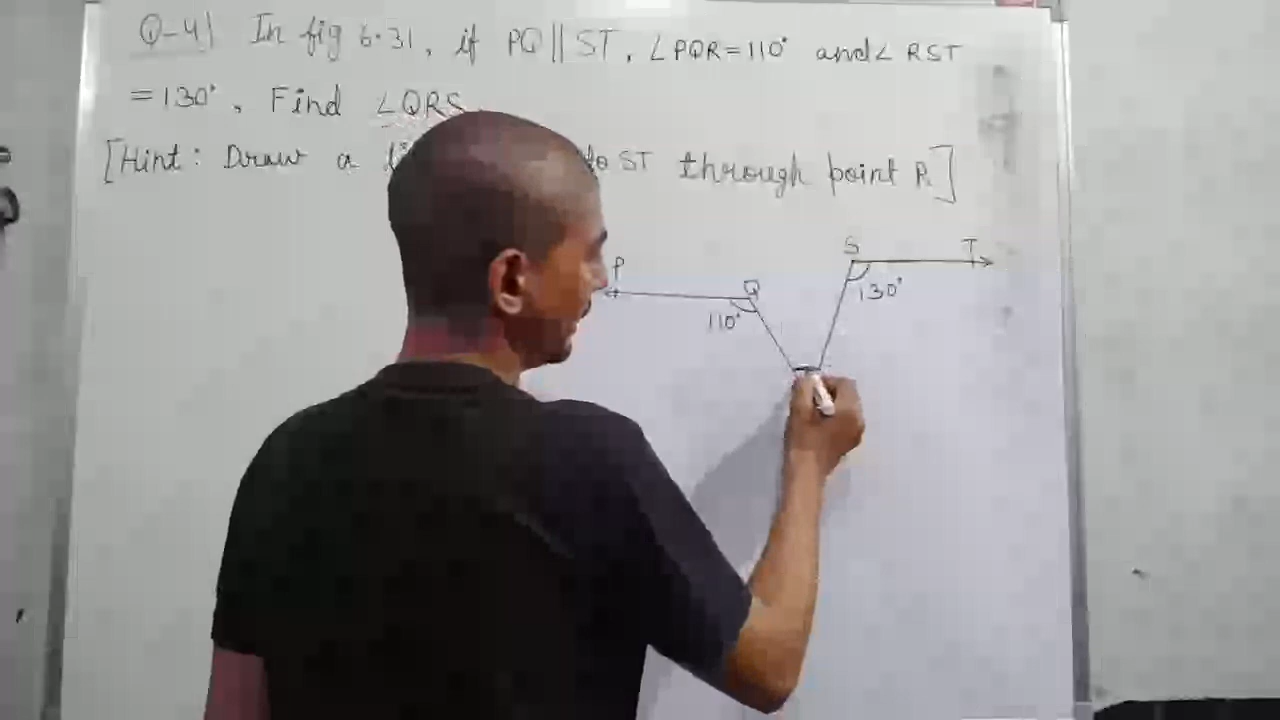 Q-4) In fig 6.31, if PQ || ST, ∠PQR = 110° and ∠RST
= 130°. Find ∠QRS
[Hint: Draw a to ST through point R.]
S T
P Q
130°
110°